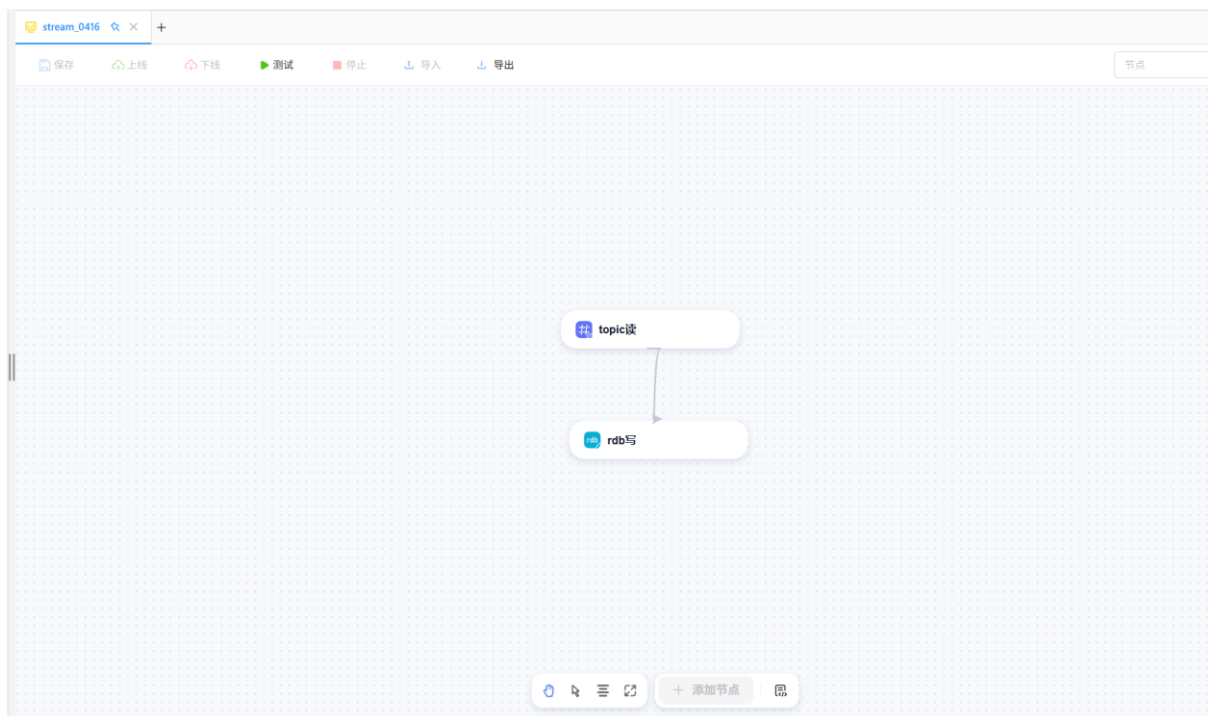 stream_0416
保存 上线 下线 测试 停止 导入 导出 节点
topic读
rdb rdb写
添加节点